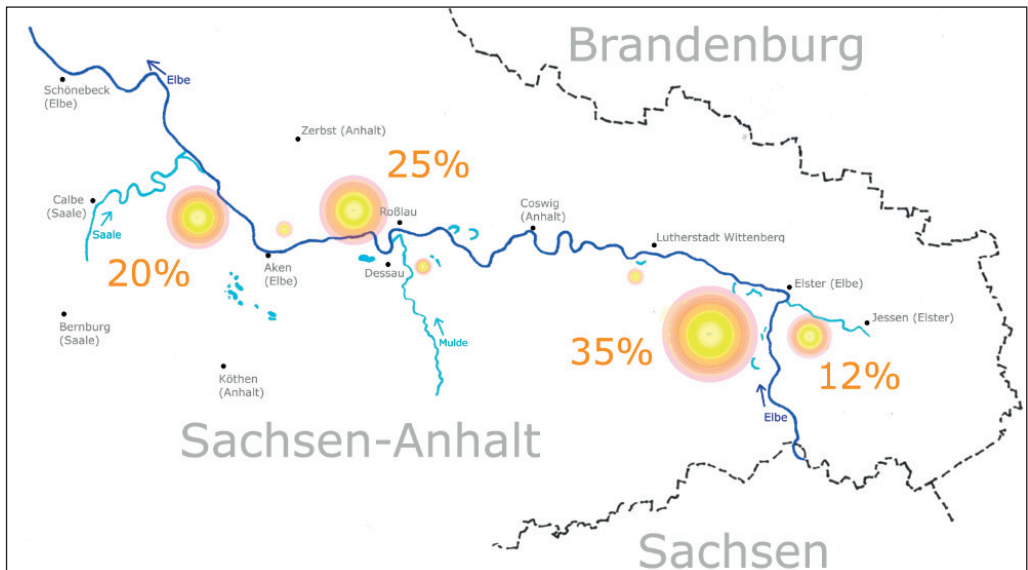 Brandenburg
Elbe
Schönebeck
(Elbe)
Zerbst (Anhalt)
25%
Calbe
(Saale)
Saale
Roßlau
Coswig
(Anhalt)
Lutherstadt Wittenberg
20%
Aken
(Elbe)
Dessau
Elster (Elbe)
Bernburg
(Saale)
Jessen (Elster)
Mulde
35%
12%
Köthen
(Anhalt)
Elbe
Sachsen-Anhalt
Sachsen